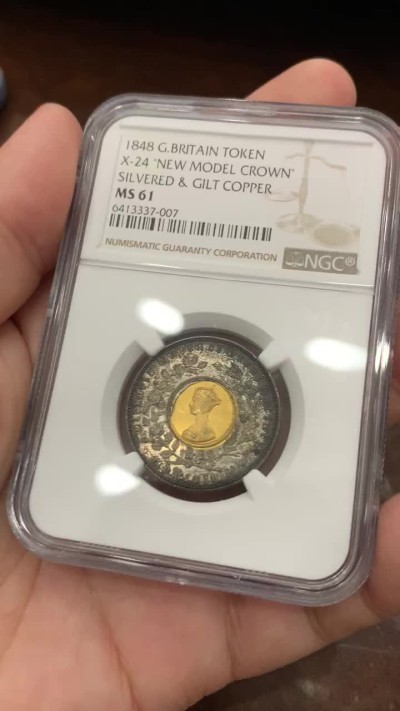 1848 G.BRITAIN TOKEN
X-24 "NEW MODEL CROWN"
SILVERED & GILT COPPER
MS 61
6413337-007
NUMISMATIC GUARANTY CORPORATION
NGC®